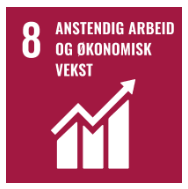 8 ANSTENDIG ARBEID
OG ØKONOMISK
VEKST